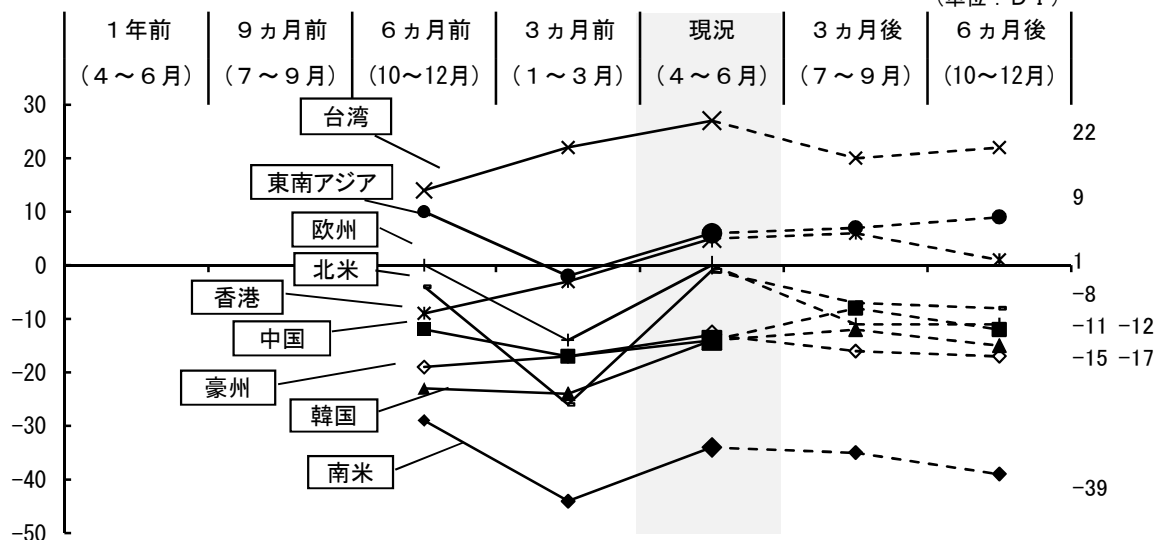 （単位：ＤＩ）
１年前 ９ヵ月前 ６ヵ月前 ３ヵ月前 現況 ３ヵ月後 ６ヵ月後
（４～６月） （７～９月） （10～12月） （１～３月） （４～６月） （７～９月） （10～12月）
30
台湾
22
20
東南アジア
9
10
欧州
0
北米
1
香港
-8
-10
中国
-11 -12
-20
豪州
-15 -17
韓国
-30
南米
-39
-40
-50